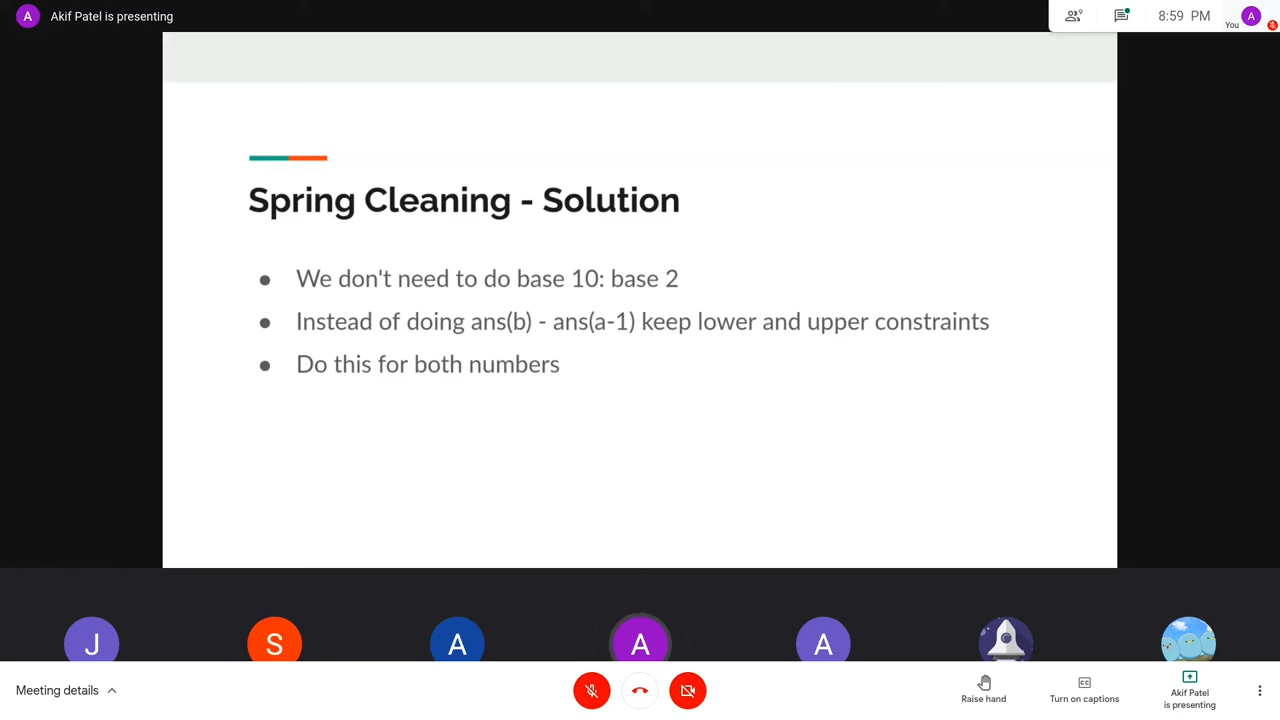 A Akif Patel is presenting
9 8:59 PM You A
Spring Cleaning - Solution
● We don't need to do base 10: base 2
● Instead of doing ans(b) - ans(a-1) keep lower and upper constraints
● Do this for both numbers
J S A A A
Meeting details
Raise hand
CC
Turn on captions
Akif Patel
is presenting